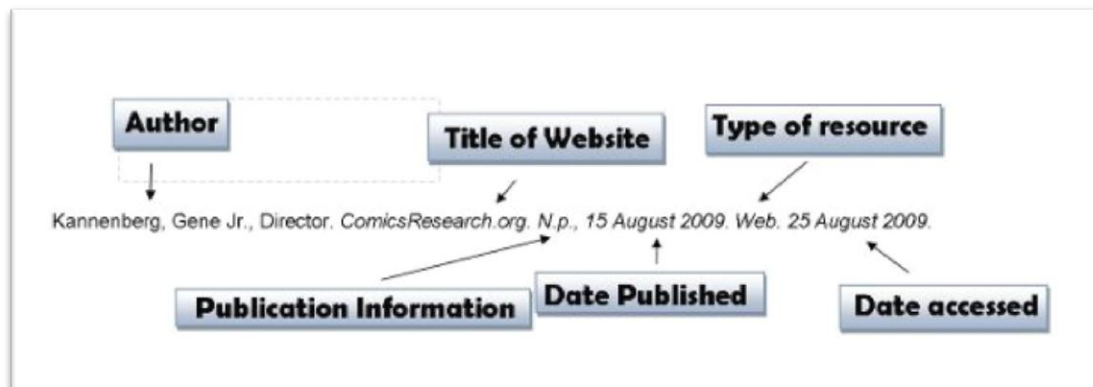 Author
Title of Website
Type of resource
Kannenberg, Gene Jr., Director. ComicsResearch.org. N.p., 15 August 2009. Web. 25 August 2009.
Publication Information
Date Published
Date accessed